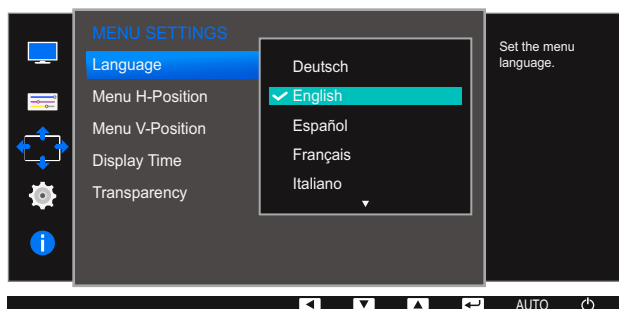 MENU SETTINGS
Language
Menu H-Position
Menu V-Position
Display Time
Transparency
Deutsch
English
Español
Français
Italiano
Set the menu
language.
AUTO